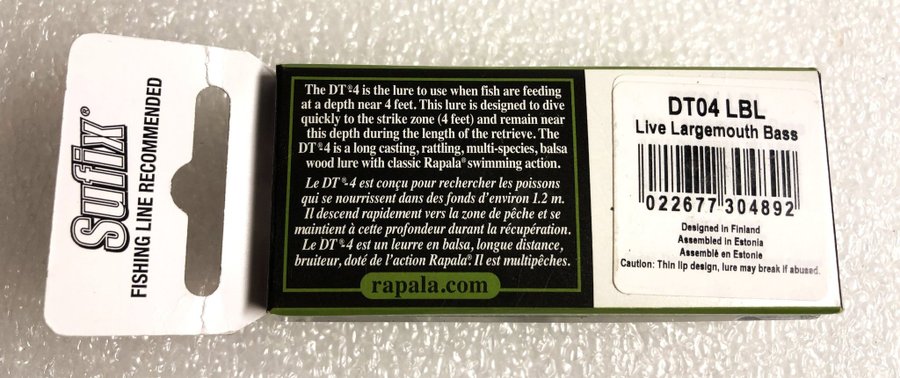 Sufix®
FISHING LINE RECOMMENDED
The DT®4 is the lure to use when fish are feeding
at a depth near 4 feet. This lure is designed to dive
quickly to the strike zone (4 feet) and remain near
this depth during the length of the retrieve. The
DT®4 is a long casting, rattling, multi-species, balsa
wood lure with classic Rapala® swimming action.
Le DT®-4 est conçu pour rechercher les poissons
qui se nourrissent dans des fonds d'environ 1.2 m.
Il descend rapidement vers la zone de pêche et se
maintient à cette profondeur durant la récupération.
Le DT®4 est un leurre en balsa, longue distance,
bruiteur, doté de l'action Rapala® Il est multipêches.
rapala.com
DT04 LBL
Live Largemouth Bass
022677 304892
Designed in Finland
Assembled in Estonia
Assemblé en Estonie
Caution: Thin lip design, lure may break if abused.